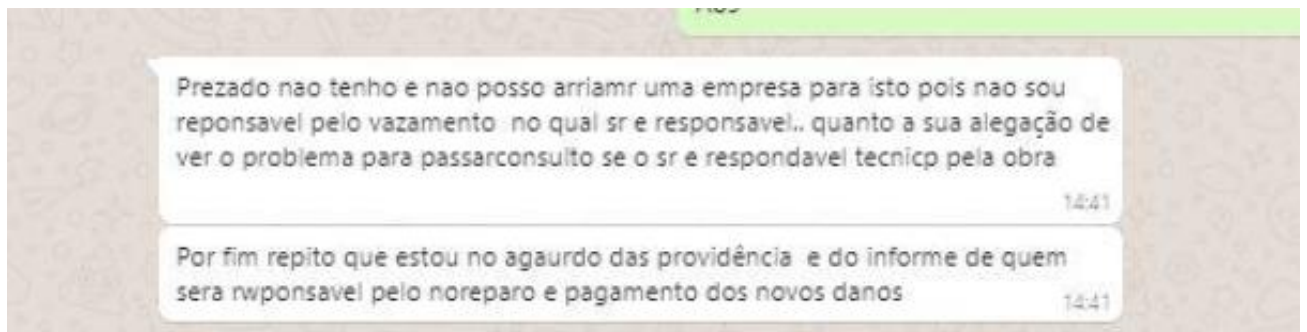 Prezado nao tenho e nao posso arriamr uma empresa para isto pois nao sou
reponsavel pelo vazamento no qual sr e responsavel.. quanto a sua alegação de
ver o problema para passarconsulto se o sr e respondavel tecnicp pela obra
14:41
Por fim repito que estou no agaurdo das providência e do informe de quem
sera rwponsavel pelo noreparo e pagamento dos novos danos
14:41